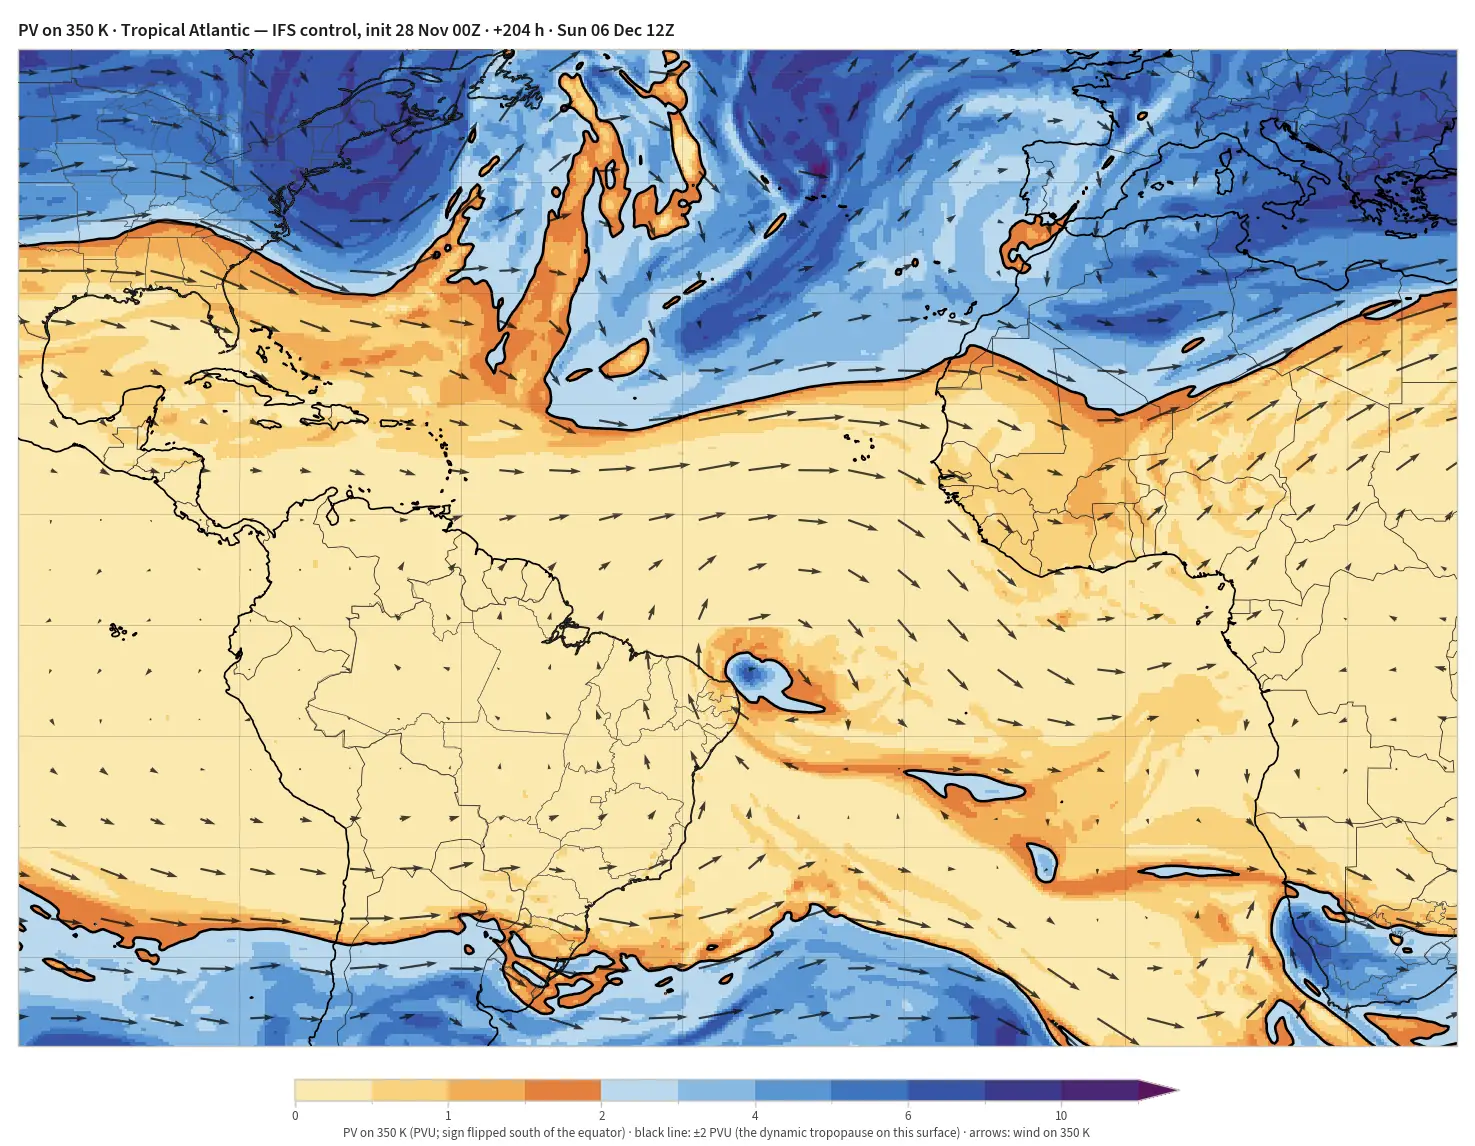 PV on 350 K · Tropical Atlantic — IFS control, init 28 Nov 00Z · +204 h · Sun 06 Dec 12Z
0 1 2 4 6 10
PV on 350 K (PVU; sign flipped south of the equator) · black line: ±2 PVU (the dynamic tropopause on this surface) · arrows: wind on 350 K